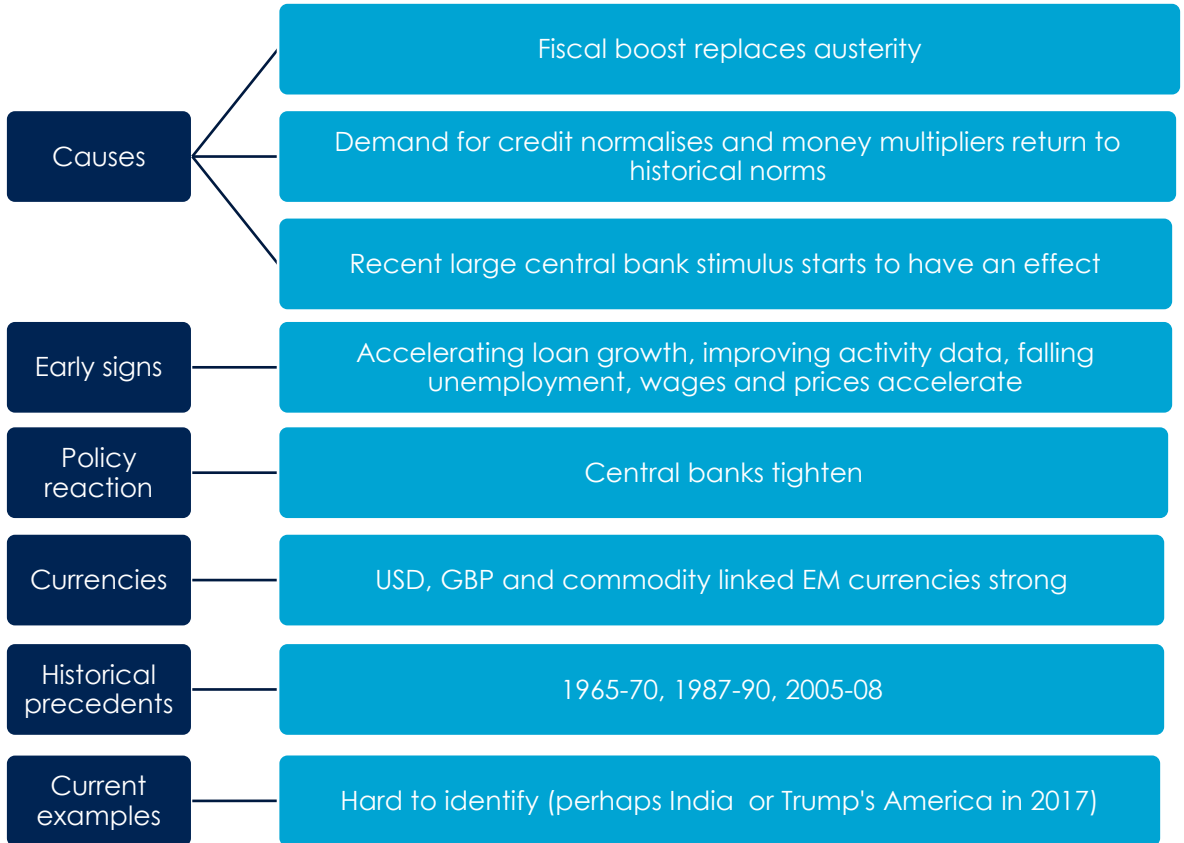 Fiscal boost replaces austerity
Causes
Demand for credit normalises and money multipliers return to
historical norms
Recent large central bank stimulus starts to have an effect
Early signs
Accelerating loan growth, improving activity data, falling
unemployment, wages and prices accelerate
Policy
reaction
Central banks tighten
Currencies
USD, GBP and commodity linked EM currencies strong
Historical
precedents
1965-70, 1987-90, 2005-08
Current
examples
Hard to identify (perhaps India  or Trump's America in 2017)